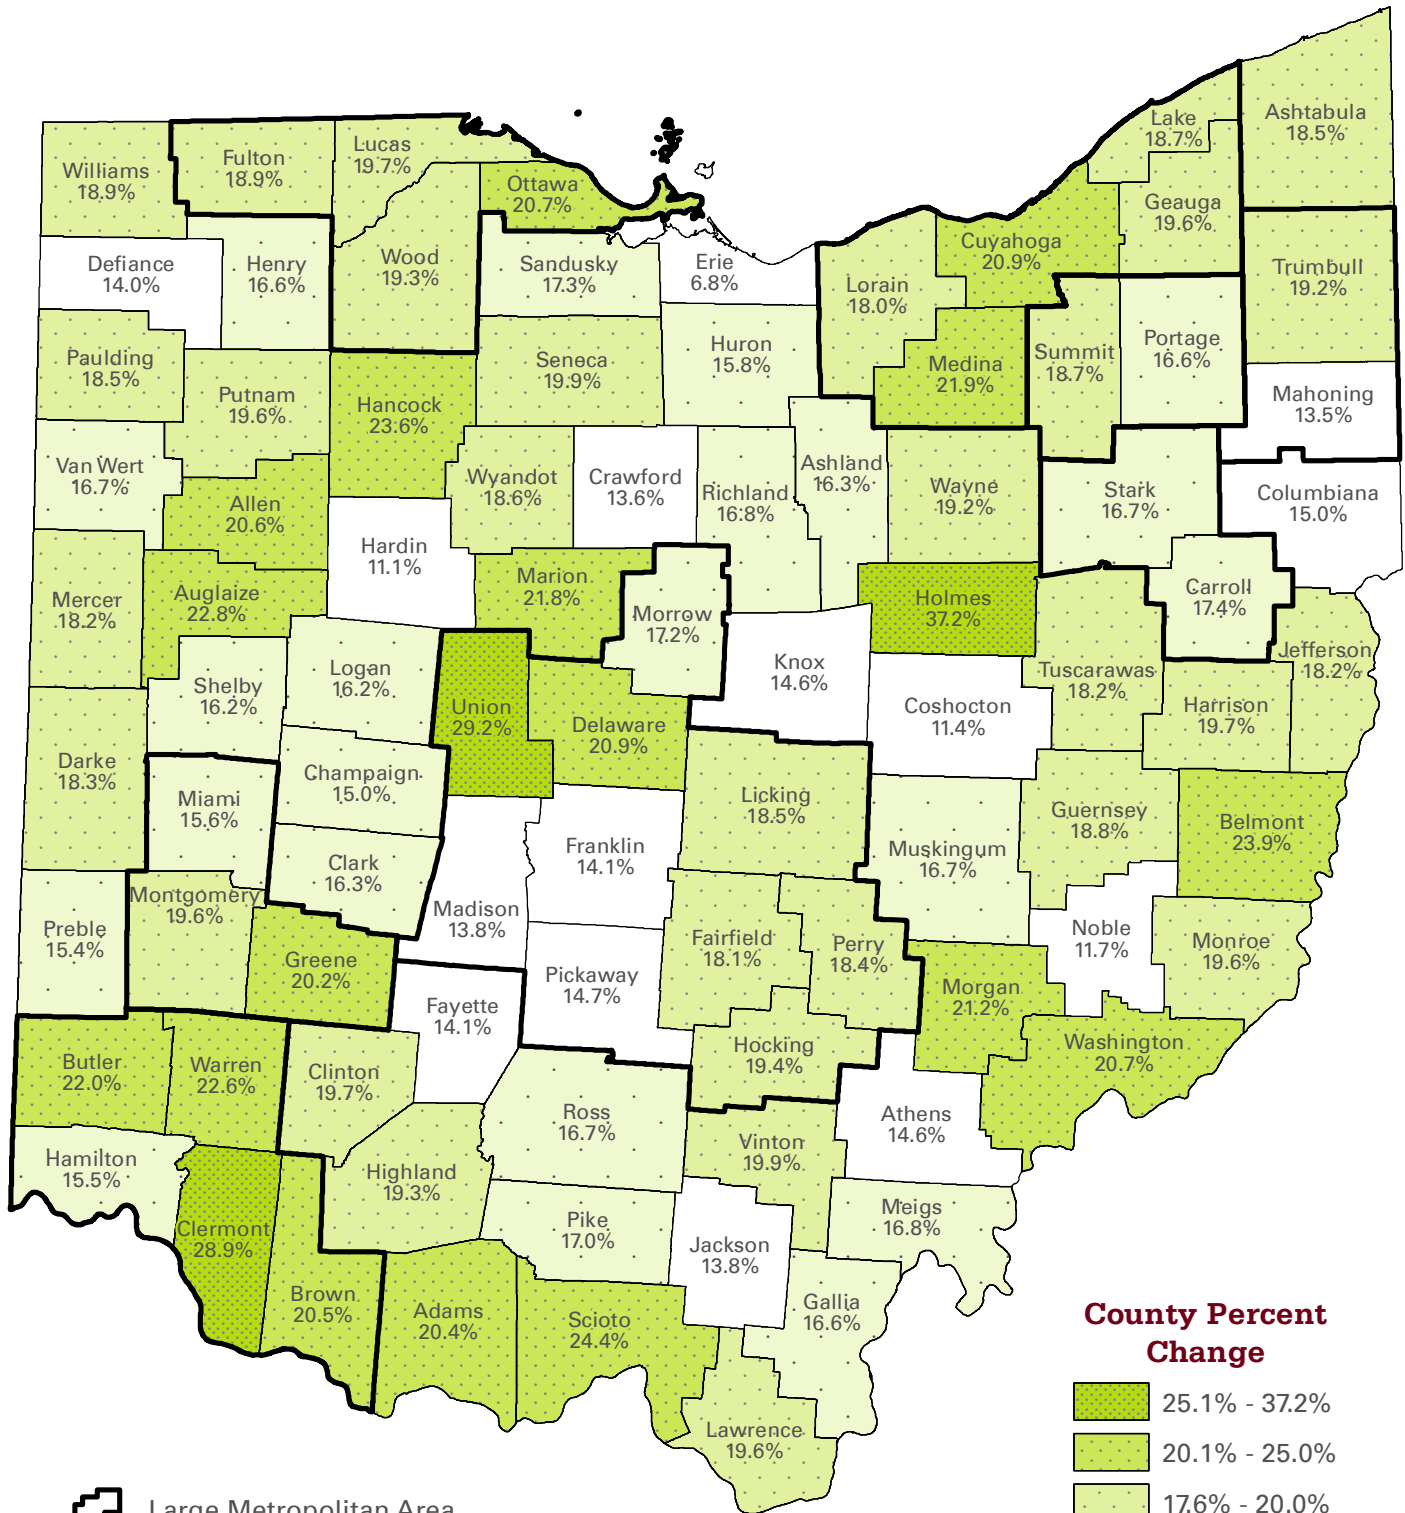 Ashtabula
18.5%
Lake
18.7%
Geauga
19.6%
Williams
18.9%
Fulton
18.9%
Lucas
19.7%
Ottawa
20.7%
Cuyahoga
20.9%
Defiance
14.0%
Henry
16.6%
Wood
19.3%
Sandusky
17.3%
Erie
6.8%
Lorain
18.0%
Trumbull
19.2%
Paulding
18.5%
Putnam
19.6%
Hancock
23.6%
Seneca
19.9%
Huron
15.8%
Medina
21.9%
Summit
18.7%
Portage
16.6%
Mahoning
13.5%
Van Wert
16.7%
Allen
20.6%
Wyandot
18.6%
Crawford
13.6%
Richland
16.8%
Ashland
16.3%
Wayne
19.2%
Stark
16.7%
Columbiana
15.0%
Hardin
11.1%
Mercer
18.2%
Auglaize
22.8%
Marion
21.8%
Morrow
17.2%
Holmes
37.2%
Carroll
17.4%
Jefferson
18.2%
Shelby
16.2%
Logan
16.2%
Union
29.2%
Delaware
20.9%
Knox
14.6%
Coshocton
11.4%
Tuscarawas
18.2%
Harrison
19.7%
Darke
18.3%
Miami
15.6%
Champaign
15.0%
Licking
18.5%
Guernsey
18.8%
Belmont
23.9%
Clark
16.3%
Franklin
14.1%
Muskingum
16.7%
Preble
15.4%
Montgomery
19.6%
Greene
20.2%
Madison
13.8%
Fairfield
18.1%
Perry
18.4%
Noble
11.7%
Monroe
19.6%
Fayette
14.1%
Pickaway
14.7%
Morgan
21.2%
Washington
20.7%
Butler
22.0%
Warren
22.6%
Clinton
19.7%
Hocking
19.4%
Ross
16.7%
Athens
14.6%
Hamilton
15.5%
Highland
19.3%
Vinton
19.9%
Meigs
16.8%
Clermont
28.9%
Pike
17.0%
Jackson
13.8%
Brown
20.5%
Adams
20.4%
Scioto
24.4%
Gallia
16.6%
Lawrence
19.6%
County Percent
Change
25.1% - 37.2%
20.1% - 25.0%
17.6% - 20.0%
Large Metropolitan Area